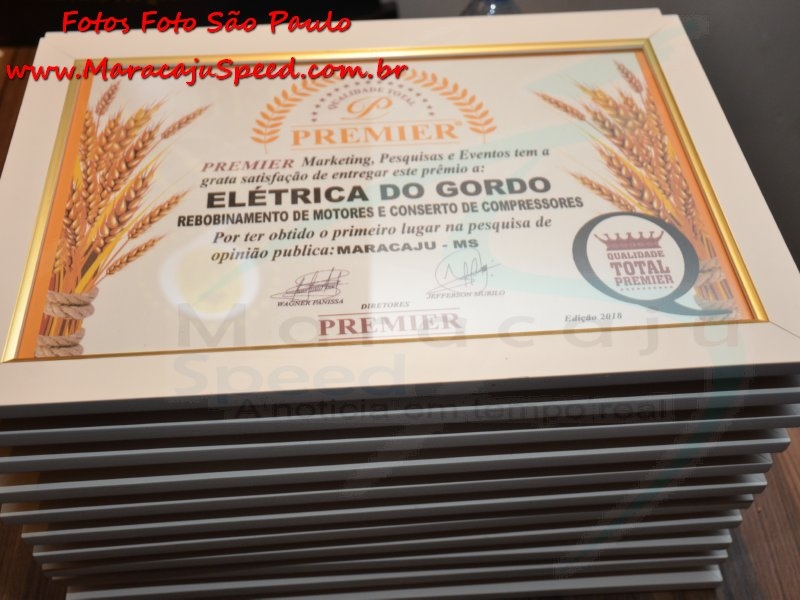 Fotos Foto São Paulo
www.MaracajuSpeed.com.br
QUALIDADE TOTAL
P
PREMIER®
PREMIER Marketing, Pesquisas e Eventos tem a
grata satisfação de entregar este prêmio a:
ELÉTRICA DO GORDO
REBOBINAMENTO DE MOTORES E CONSERTO DE COMPRESSORES
Por ter obtido o primeiro lugar na pesquisa de
opinião publica: MARACAJU - MS
QUALIDADE
TOTAL
PREMIER
WAGNER PANISSA
JEFFERSON MURILO
DIRETORES
PREMIER
Edição 2018
Maracaju
Speed
A notícia em tempo real